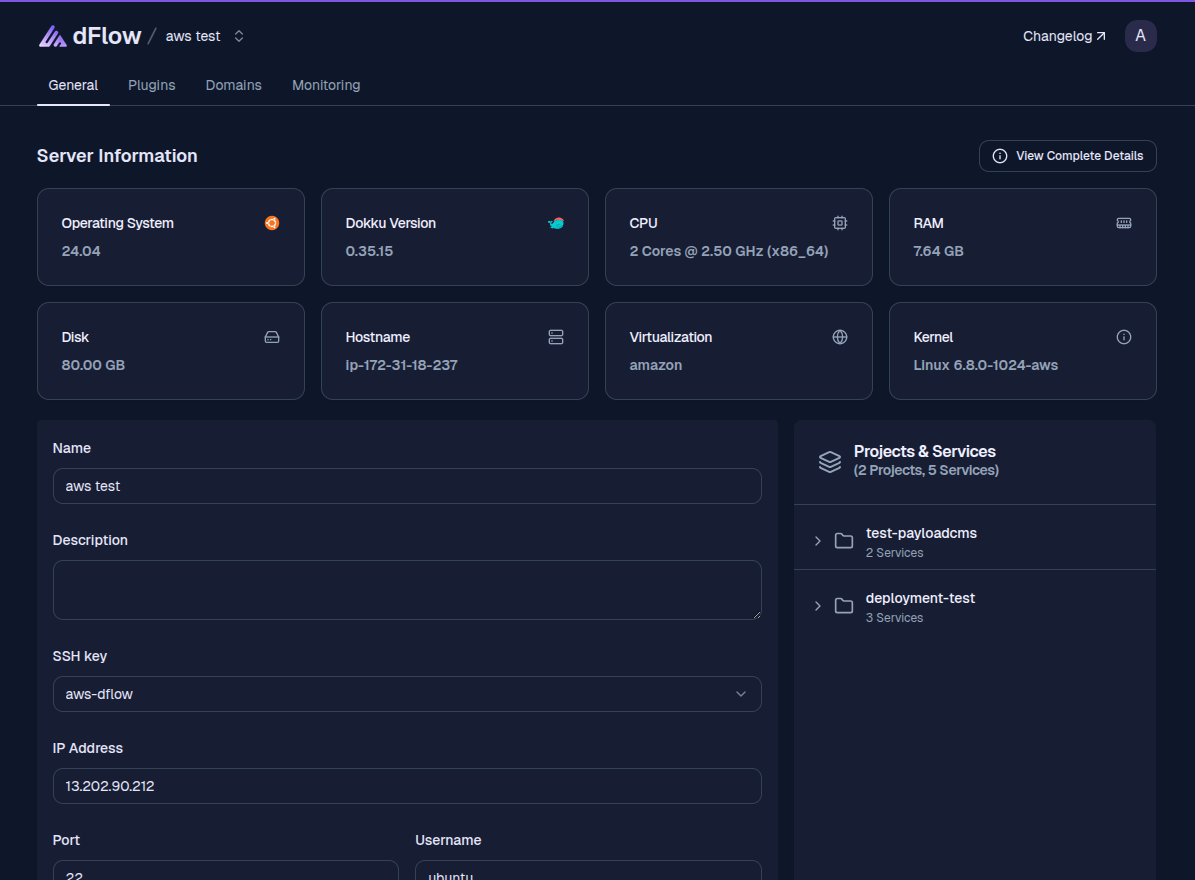 dFlow / aws test
Changelog
A
General Plugins Domains Monitoring
Server Information
View Complete Details
Operating System
24.04
Dokku Version
0.35.15
CPU
2 Cores @ 2.50 GHz (x86_64)
RAM
7.64 GB
Disk
80.00 GB
Hostname
ip-172-31-18-237
Virtualization
amazon
Kernel
Linux 6.8.0-1024-aws
Name
aws test
Description
SSH key
aws-dflow
IP Address
13.202.90.212
Port
22
Username
ubuntu
Projects & Services
(2 Projects, 5 Services)
test-payloadcms
2 Services
deployment-test
3 Services